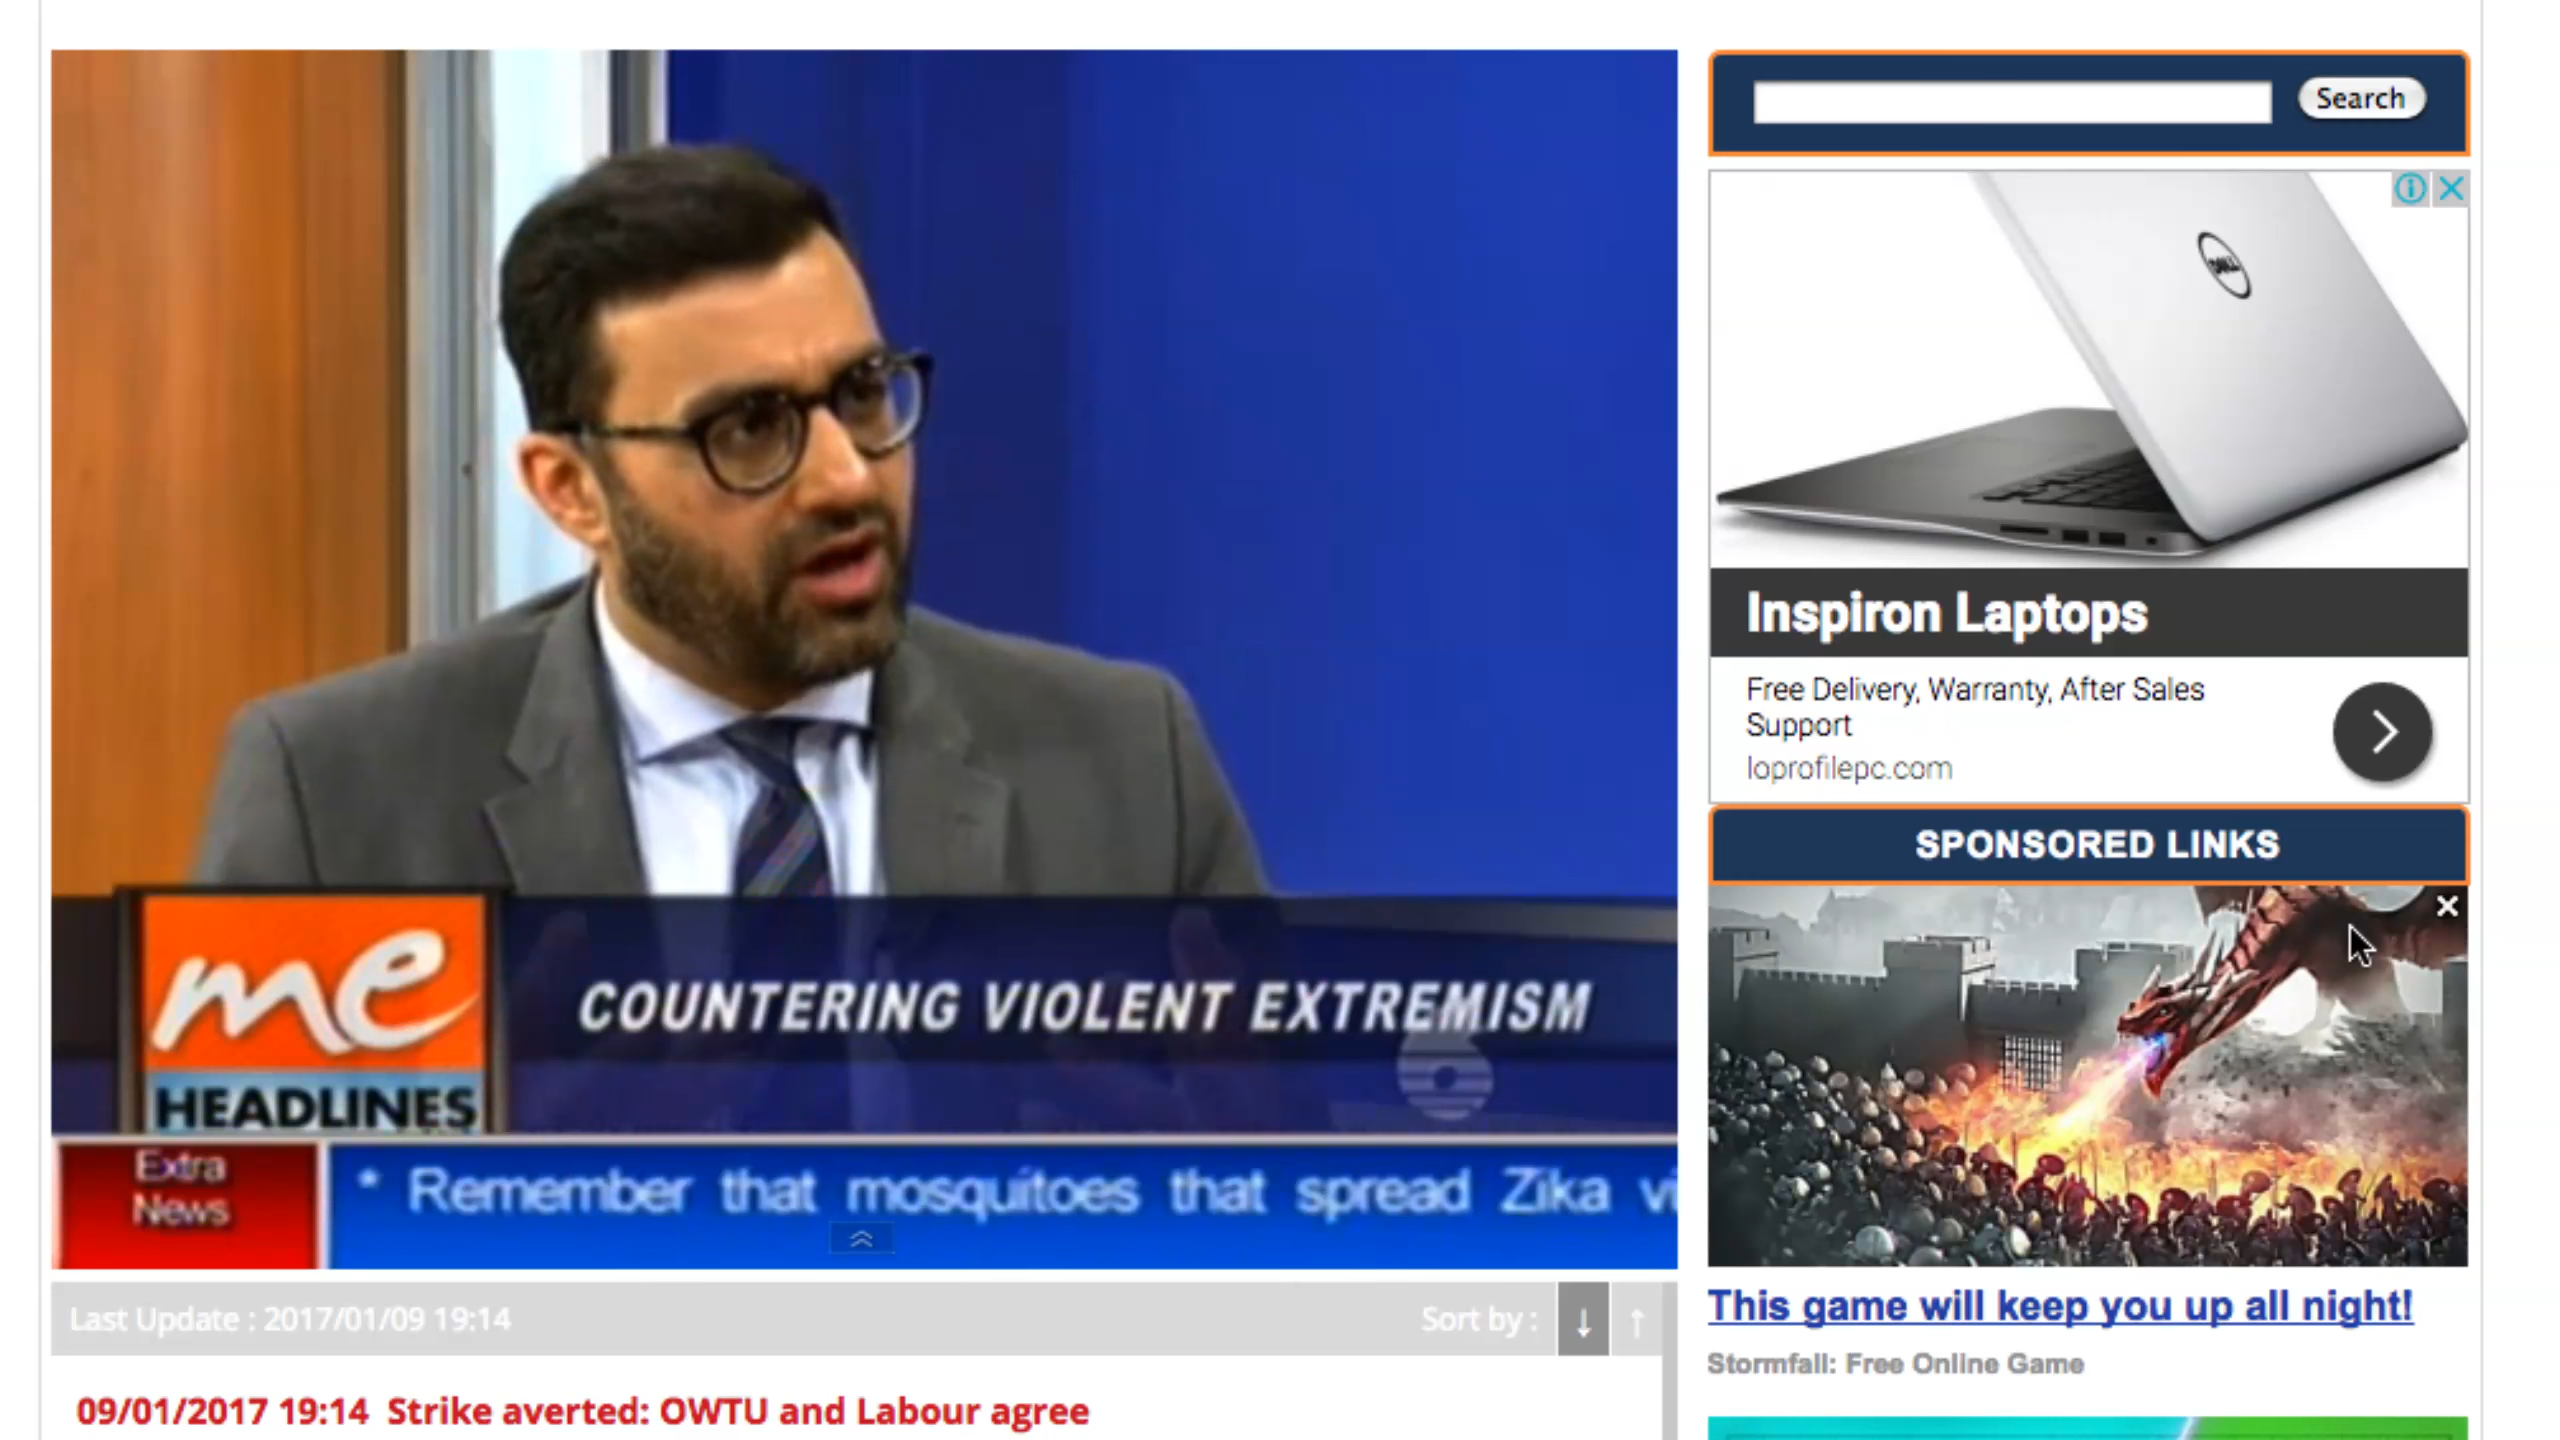 me
HEADLINES
COUNTERING VIOLENT EXTREMISM
6
Extra
News
* Remember that mosquitoes that spread Zika
Last Update : 2017/01/09 19:14
Sort by :
↓ ↑
09/01/2017 19:14 Strike averted: OWTU and Labour agree
Search
DELL
Inspiron Laptops
Free Delivery, Warranty, After Sales
Support
loprofilepc.com
SPONSORED LINKS
This game will keep you up all night!
Stormfall: Free Online Game